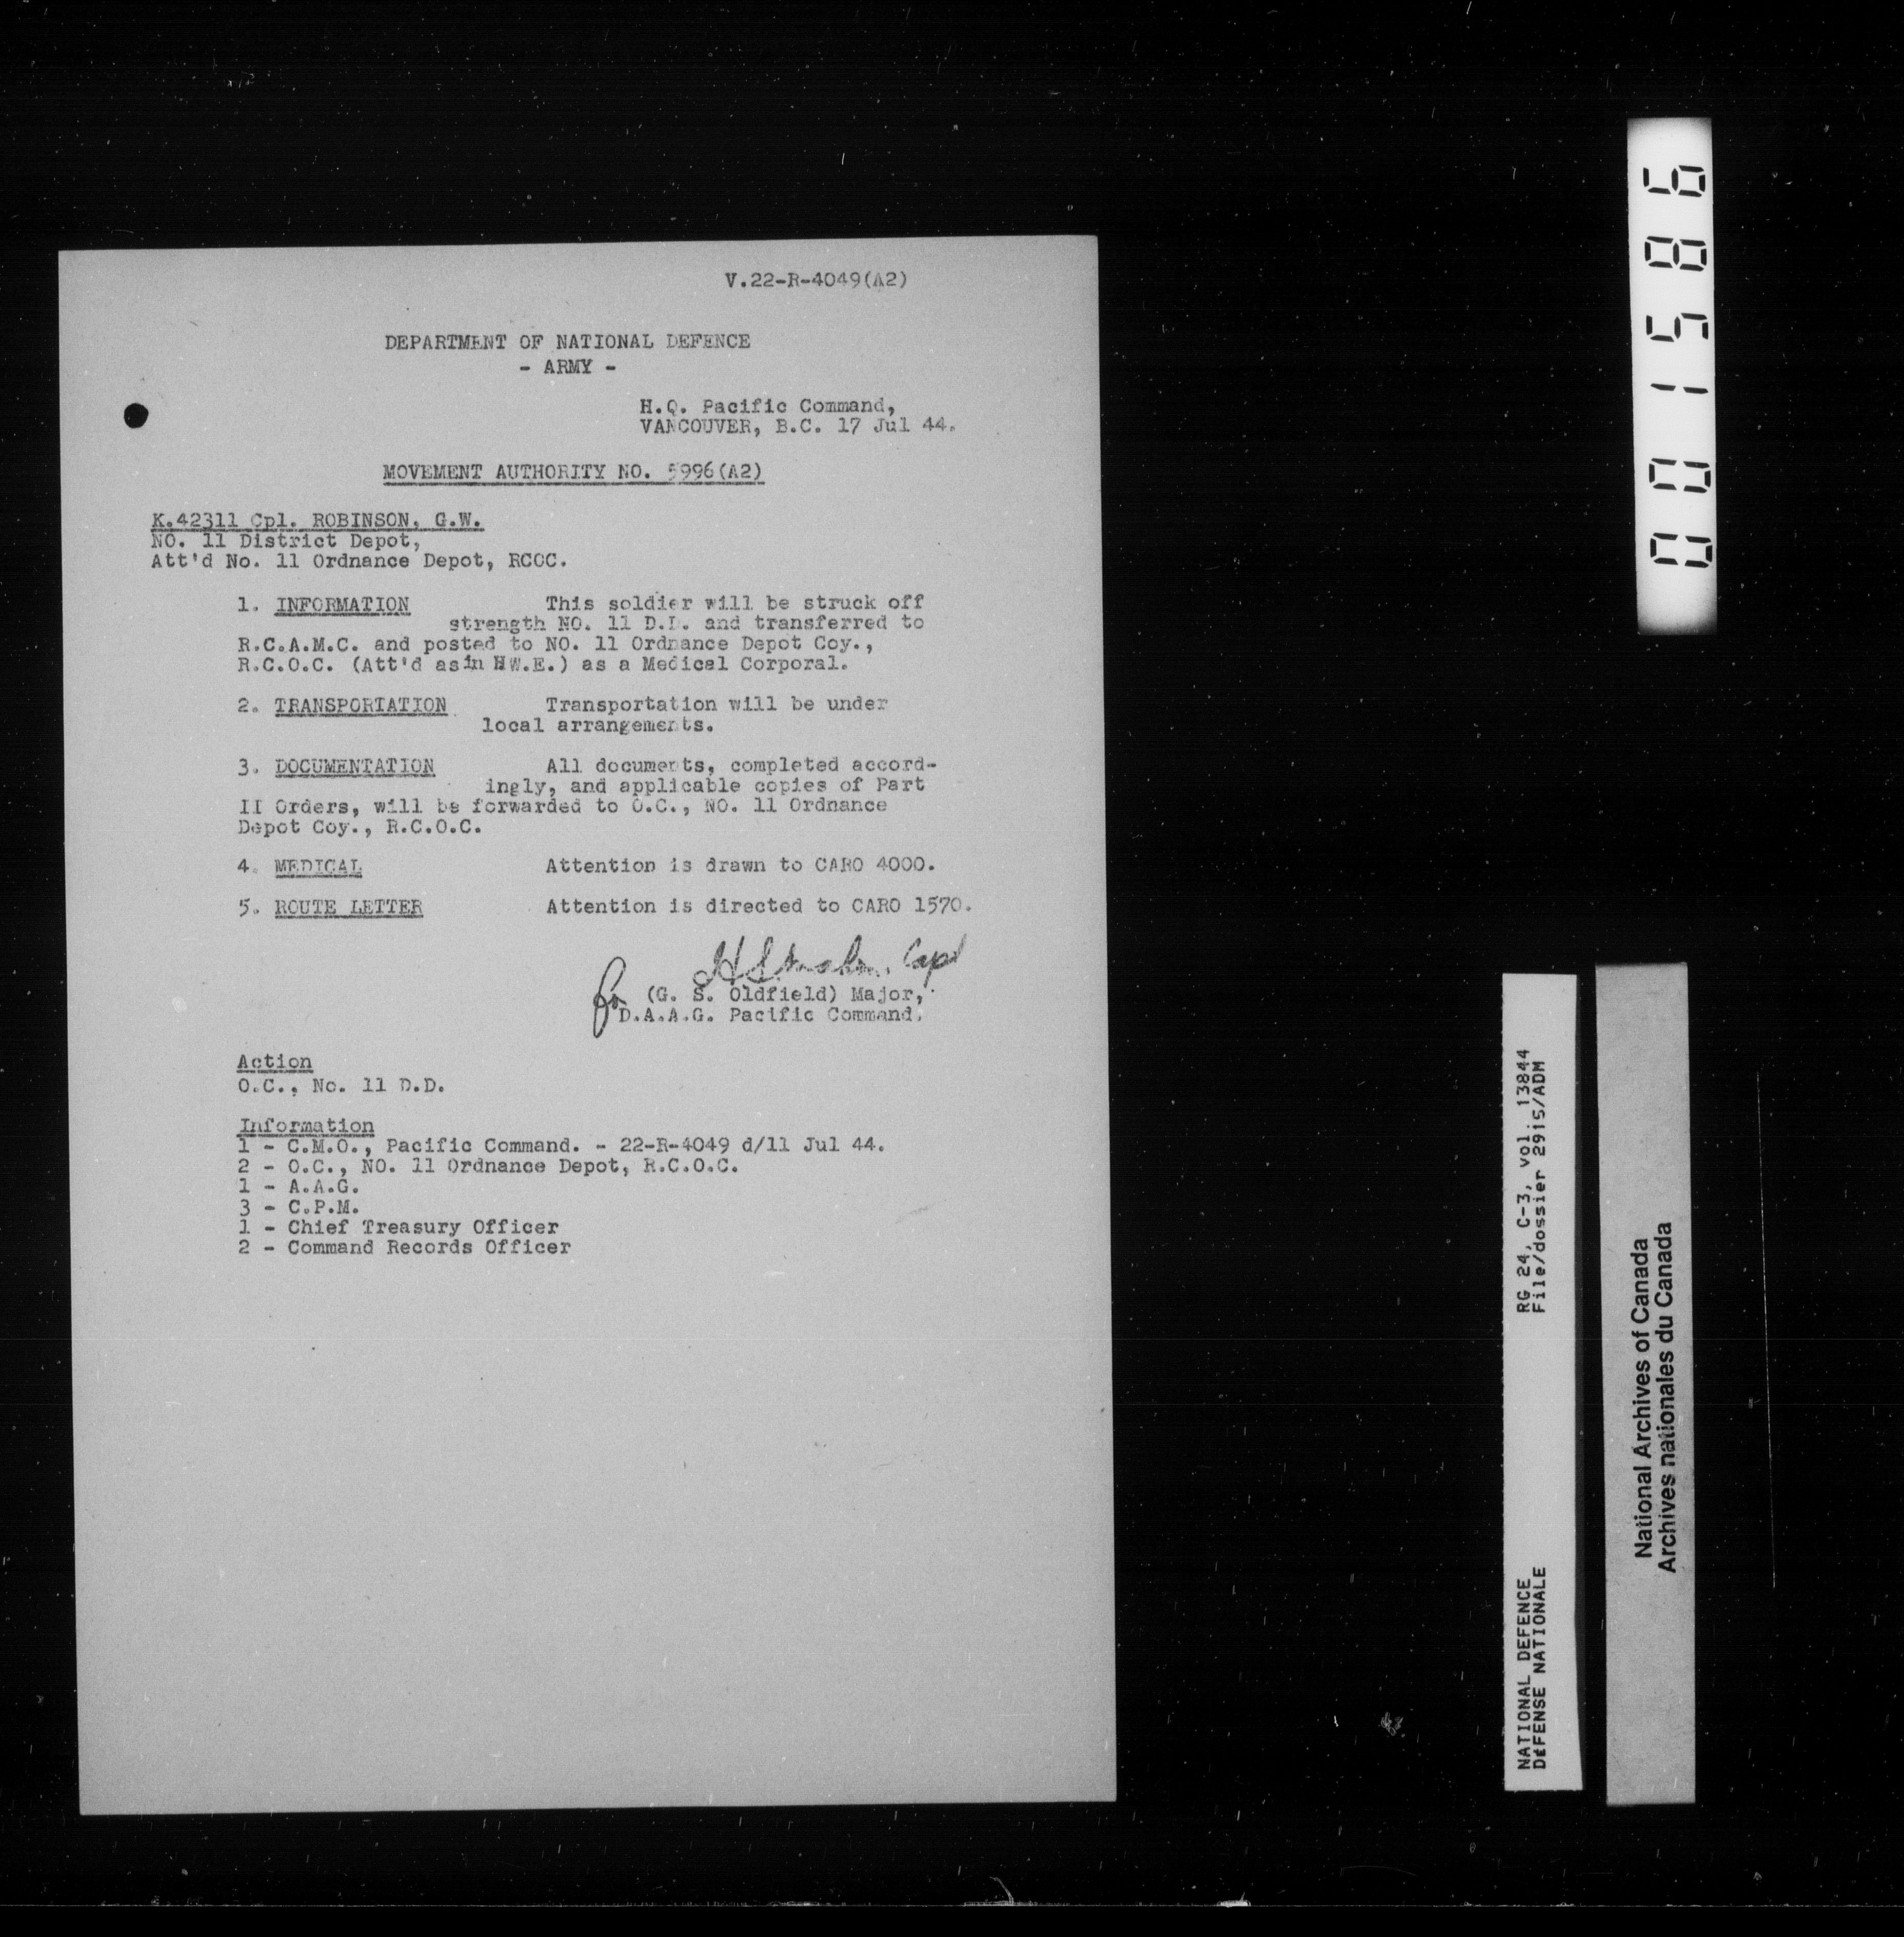 V.22-R-4049(A2)
DEPARTMENT OF NATIONAL DEFENCE
- ARMY -
H.Q. Pacific Command,
VANCOUVER, B.C. 17 Jul 44.
MOVEMENT AUTHORITY NO. 5996(A2)
K.42311 Cpl. ROBINSON, G.W.
NO. 11 District Depot,
Att'd No. 11 Ordnance Depot, RCOC.
1. INFORMATION This soldier will be struck off
strength NO. 11 D.D. and transferred to
R.C.A.M.C. and posted to NO. 11 Ordnance Depot Coy.,
R.C.O.C. (Att'd as in HW.E.) as a Medical Corporal.
2. TRANSPORTATION Transportation will be under
local arrangements.
3. DOCUMENTATION All documents, completed accord-
ingly, and applicable copies of Part
II Orders, will be forwarded to O.C., NO. 11 Ordnance
Depot Coy., R.C.O.C.
4. MEDICAL Attention is drawn to CARO 4000.
5. ROUTE LETTER Attention is directed to CARO 1570.
Capt
for (G. S. Oldfield) Major,
D.A.A.G. Pacific Command.
Action
O.C., No. 11 D.D.
Information
1 - C.M.O., Pacific Command. - 22-R-4049 d/11 Jul 44.
2 - O.C., NO. 11 Ordnance Depot, R.C.O.C.
1 - A.A.G.
3 - C.P.M.
1 - Chief Treasury Officer
2 - Command Records Officer
001586
NATIONAL DEFENCE RG 24, C-3, vol. 13844
DÉFENSE NATIONALE File/dossier 2915/ADM
National Archives of Canada
Archives nationales du Canada